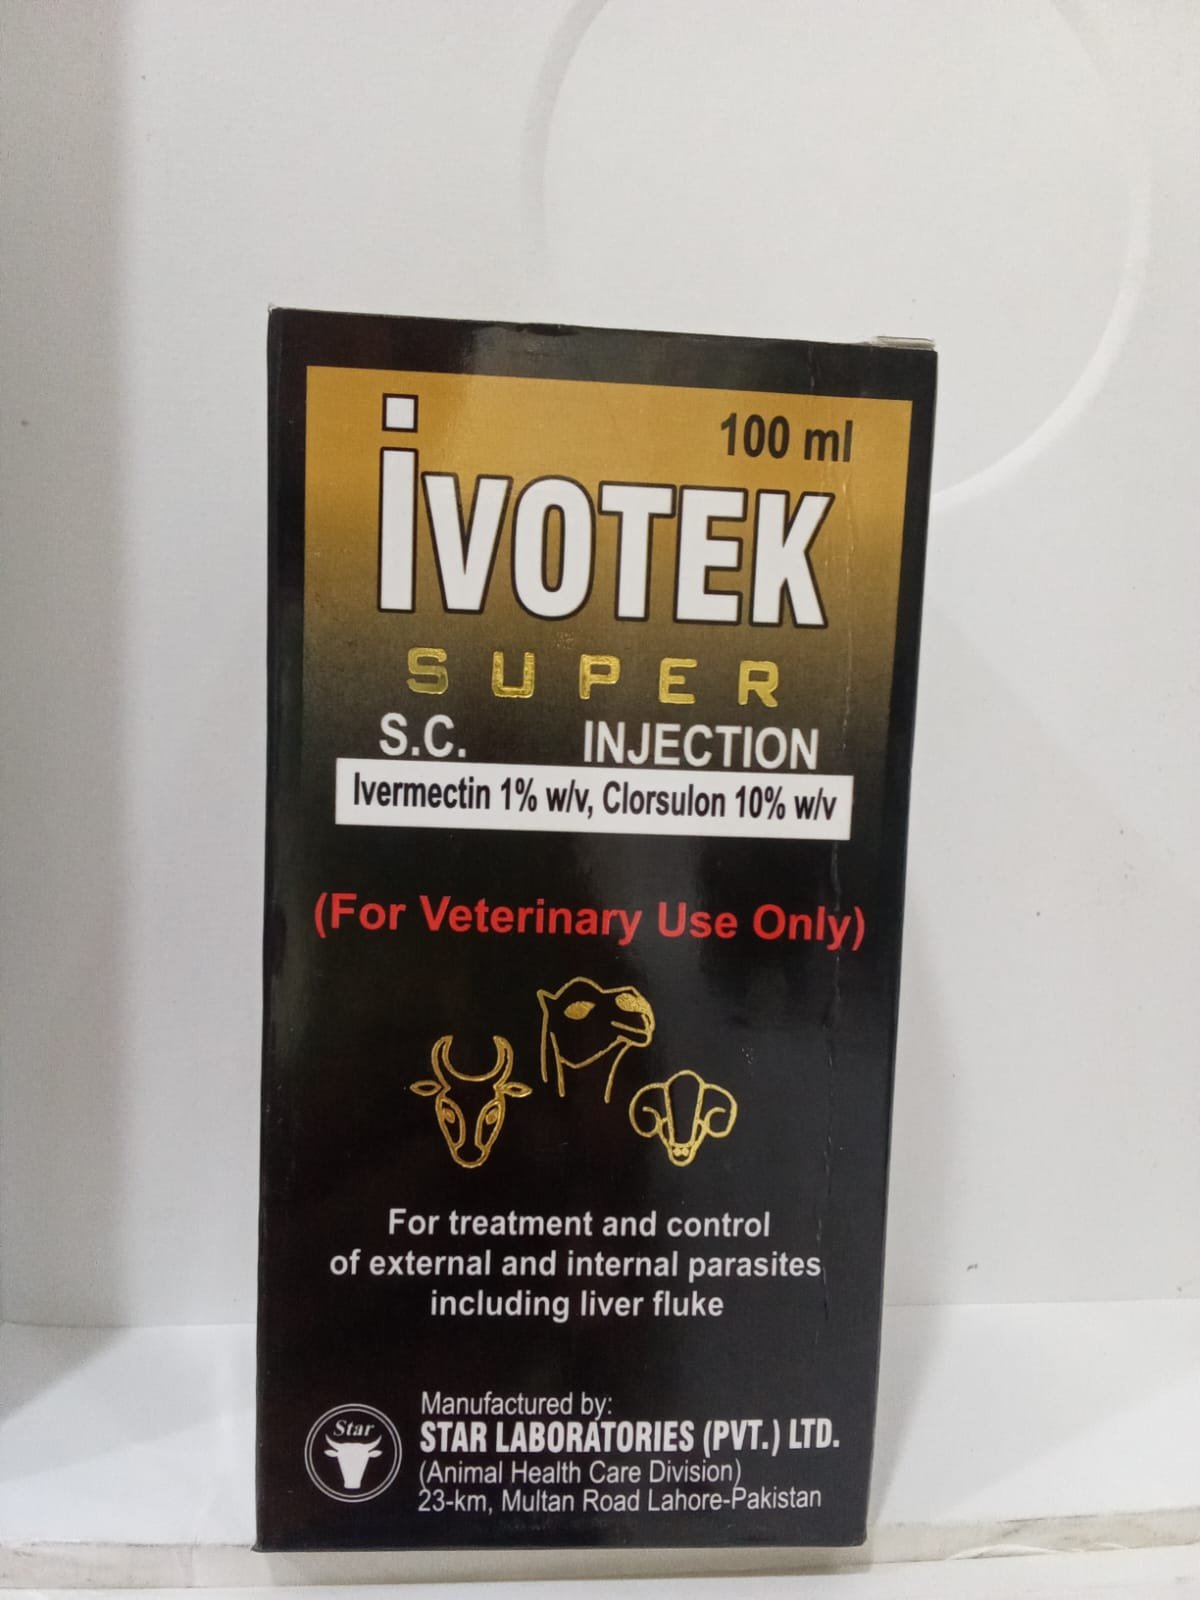 100 ml
iVOTEK
SUPER
S.C. INJECTION
Ivermectin 1% w/v, Clorsulon 10% w/v
(For Veterinary Use Only)
For treatment and control
of external and internal parasites
including liver fluke
Star
Manufactured by:
STAR LABORATORIES (PVT.) LTD.
(Animal Health Care Division)
23-km, Multan Road Lahore-Pakistan